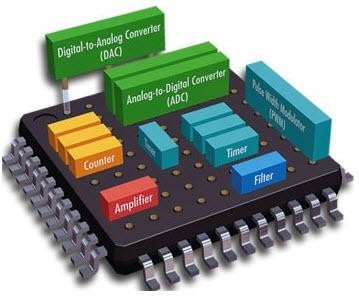 Digital-to-Analog Converter
(DAC)
Analog-to-Digital Converter
(ADC)
Pulse Width Modulator
(PWM)
Counter
Timer
Amplifier
Filter